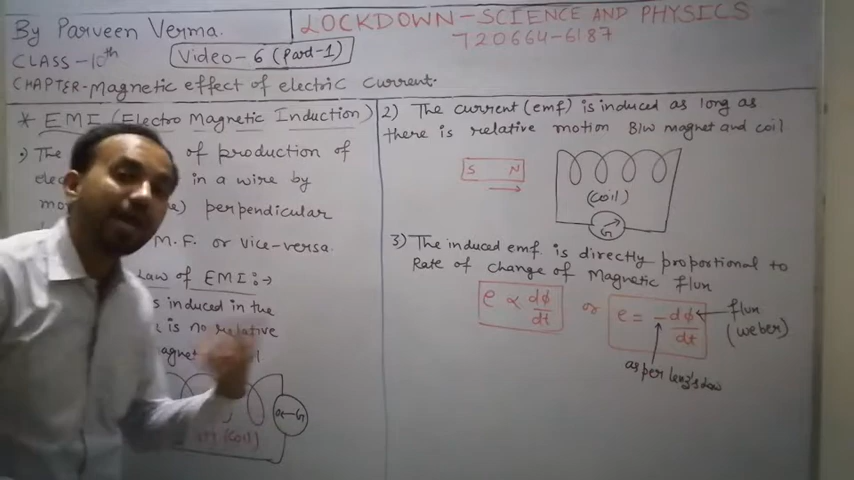 By Parveen Verma.
LOCKDOWN-SCIENCE AND PHYSICS
720664-6187
CLASS-10th
Video-6 (Part-1)
CHAPTER-Magnetic effect of electric current.
* EMI (Electro Magnetic Induction)
•) The of production of
in a wire by
perpendicular
M.F. or vice-versa.
Law of EMI:→
is induced in the
is no relative
(coil)
G
2) The current (emf) is induced as long as
there is relative motion B/w magnet and coil
S N
(coil)
G
3) The induced emf is directly proportional to
Rate of change of Magnetic flux
e ∝ dϕ/dt or e = -dϕ/dt
flux
(weber)
as per lenz's law